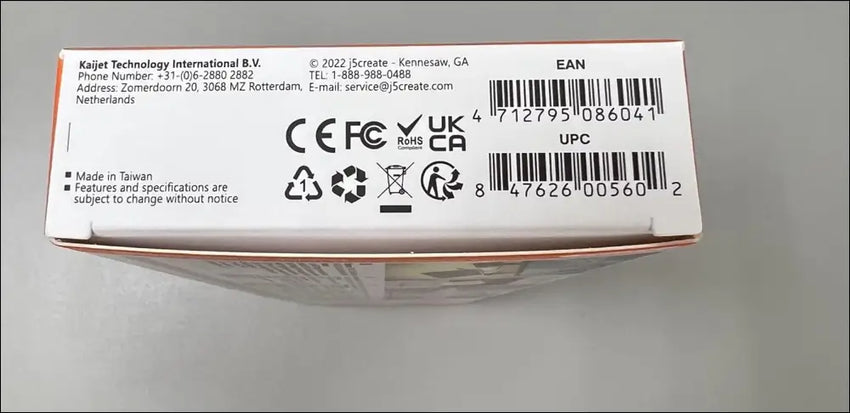 Kaijet Technology International B.V.
Phone Number: +31-(0)6-2880 2882
Address: Zomerdoorn 20, 3068 MZ Rotterdam,
Netherlands
© 2022 j5create - Kennesaw, GA
TEL: 1-888-988-0488
E-mail: service@j5create.com
EAN
4 712795 086041
CE FC RoHS
Compliant
UK
CA
UPC
8 47626 00560 2
1
■ Made in Taiwan
■ Features and specifications are
subject to change without notice